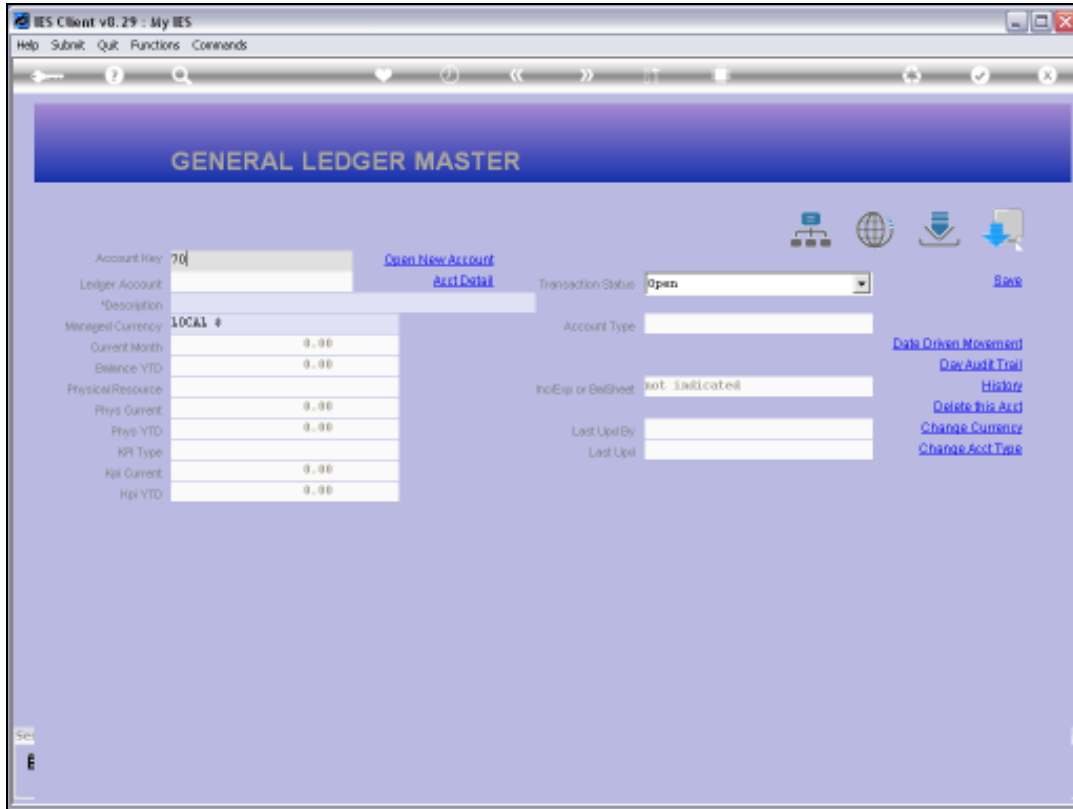 IES Client v8.29 : My IES
Help Submit Quit Functions Commands
GENERAL LEDGER MASTER
Account Key 70 Open New Account
Ledger Account Acct Detail Transaction Status Open Save
*Description
Managed Currency LOCAL # Account Type
Current Month 0.00 Date Driven Movement
Balance YTD 0.00 Day Audit Trail
Physical Resource Inc/Exp or BalSheet not indicated History
Phys Current 0.00 Delete this Acct
Phys YTD 0.00 Last Upd By Change Currency
KPI Type Last Upd Change Acct Type
Kpi Current 0.00
Kpi YTD 0.00